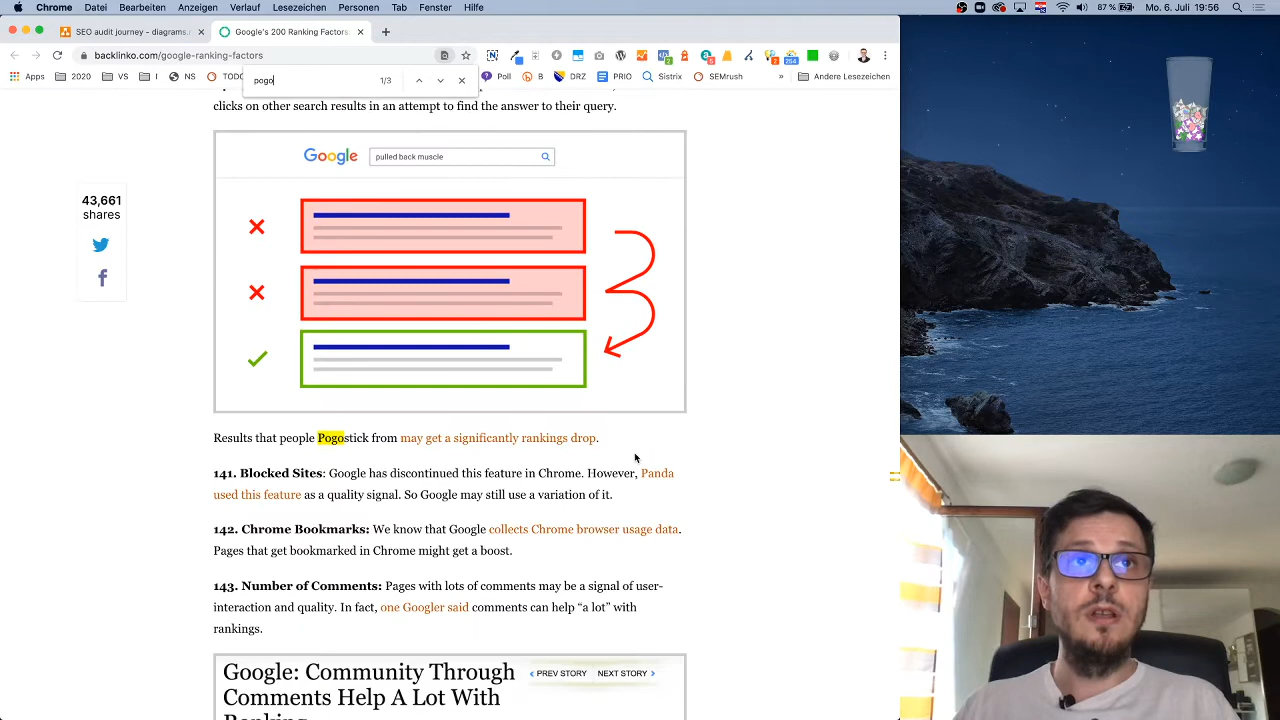 Chrome Datei Bearbeiten Anzeigen Verlauf Lesezeichen Personen Tab Fenster Hilfe 87 % Mo. 6. Juli 19:56
SEO audit journey - diagrams. Google's 200 Ranking Factors:
backlinko.com/google-ranking-factors
pogo 1/3
Apps 2020 VS I NS TODO Poll B DRZ PRIO Sistrix SEMrush » Andere Lesezeichen
clicks on other search results in an attempt to find the answer to their query.
Google pulled back muscle
43,661
shares
Results that people Pogostick from may get a significantly rankings drop.
141. Blocked Sites: Google has discontinued this feature in Chrome. However, Panda
used this feature as a quality signal. So Google may still use a variation of it.
142. Chrome Bookmarks: We know that Google collects Chrome browser usage data.
Pages that get bookmarked in Chrome might get a boost.
143. Number of Comments: Pages with lots of comments may be a signal of user-
interaction and quality. In fact, one Googler said comments can help “a lot” with
rankings.
Google: Community Through
Comments Help A Lot With
Ranking
PREV STORY NEXT STORY